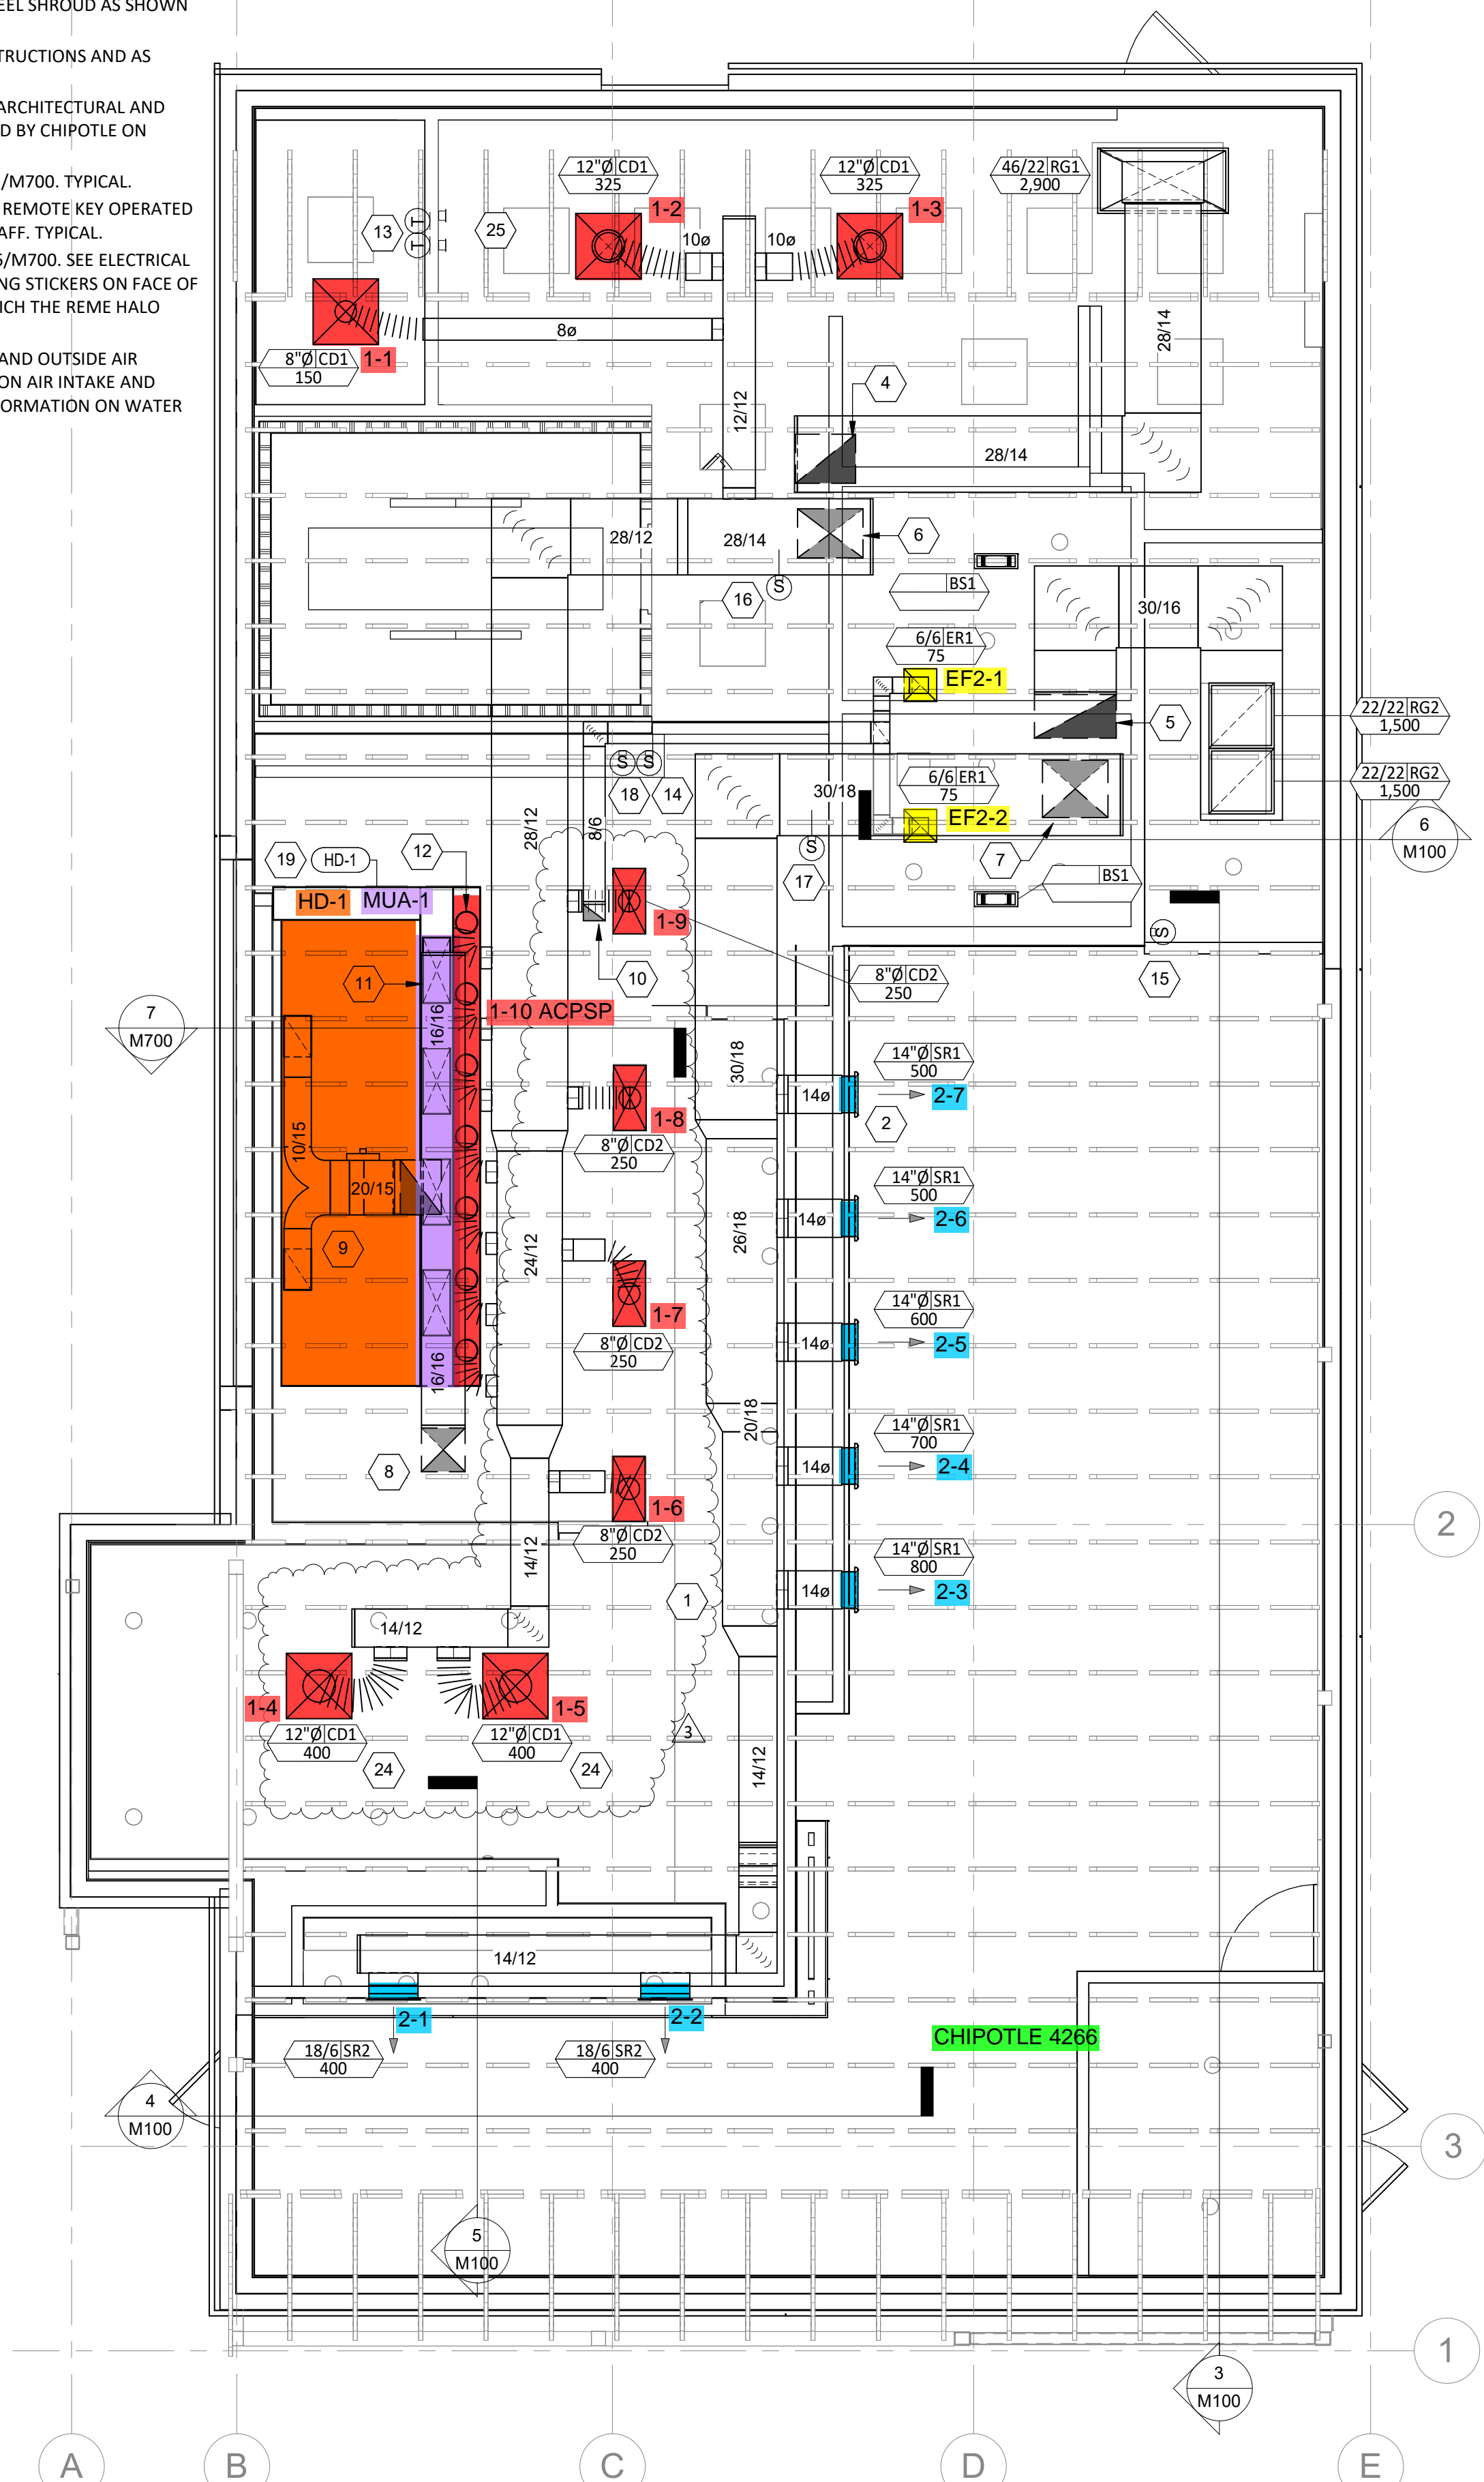 EEL SHROUD AS SHOWN
TRUCTIONS AND AS
ARCHITECTURAL AND
D BY CHIPOTLE ON
/M700. TYPICAL.
REMOTE KEY OPERATED
AFF. TYPICAL.
6/M700. SEE ELECTRICAL
NG STICKERS ON FACE OF
ICH THE REME HALO
AND OUTSIDE AIR
ON AIR INTAKE AND
FORMATION ON WATER
12"Ø CD1
325
12"Ø CD1
325
46/22 RG1
2,900
1-2
1-3
13
25
10ø
10ø
8ø
28/14
8"Ø CD1
150
1-1
4
12/12
28/14
28/12
28/14
6
S
16
BS1
30/16
6/6 ER1
75
EF2-1
5
22/22 RG2
1,500
S
S
18
14
30/18
6/6 ER1
75
22/22 RG2
1,500
28/12
8/6
EF2-2
6
M100
19
HD-1
12
S
7
17
BS1
HD-1
MUA-1
1-9
S
11
10
8"Ø CD2
250
15
16/16
1-10 ACPSP
7
M700
30/18
14"Ø SR1
500
14ø
2-7
2
1-8
8"Ø CD2
250
10/15
20/15
14"Ø SR1
500
14ø
2-6
9
24/12
26/18
1-7
8"Ø CD2
250
14"Ø SR1
600
14ø
2-5
16/16
20/18
14"Ø SR1
700
14ø
2-4
8
1-6
8"Ø CD2
250
2
14/12
14"Ø SR1
800
14ø
2-3
1
14/12
1-4
1-5
12"Ø CD1
400
12"Ø CD1
400
3
24
24
14/12
14/12
2-1
2-2
CHIPOTLE 4266
18/6 SR2
400
18/6 SR2
400
4
M100
3
5
M100
1
3
M100
A
B
C
D
E